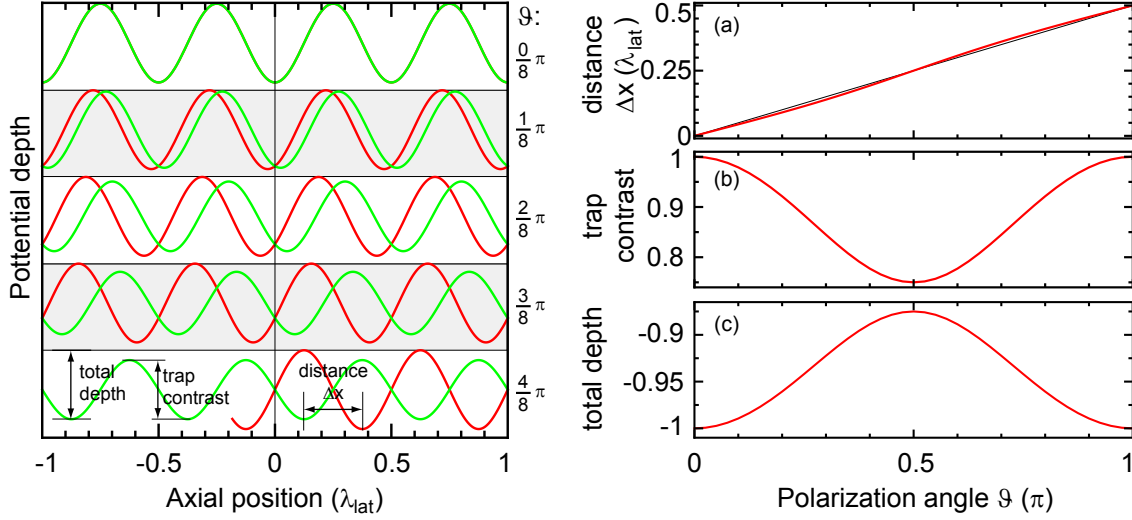 Pottential depth
ϑ:
0/8 π
1/8 π
2/8 π
3/8 π
4/8 π
total
depth
trap
contrast
distance
Δx
-1
-0.5
0
0.5
1
Axial position (λlat)
(a)
distance
Δx (λlat)
0.5
0.25
0
(b)
trap
contrast
1
0.9
0.8
(c)
total depth
-0.9
-0.95
-1
0
0.5
1
Polarization angle ϑ (π)